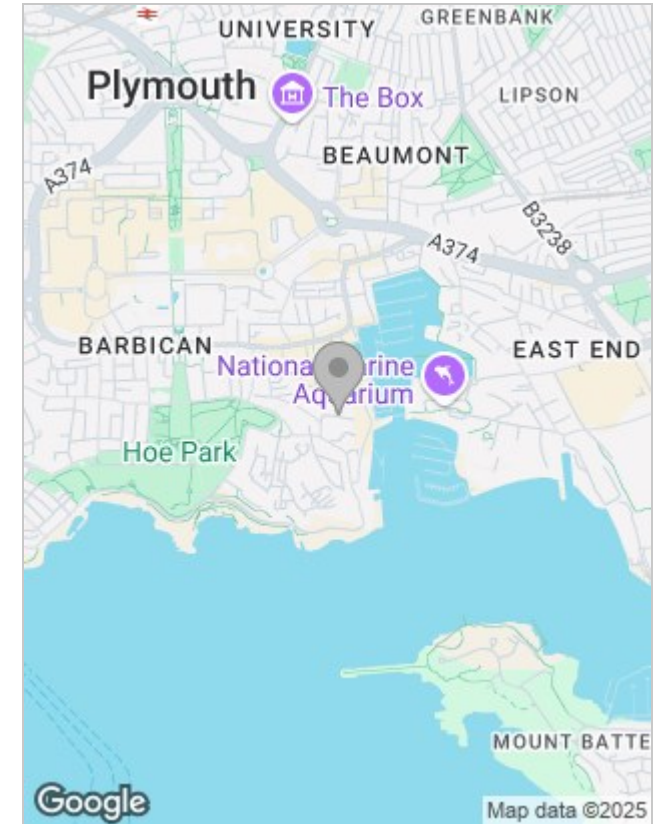 UNIVERSITY
GREENBANK
Plymouth
The Box
LIPSON
BEAUMONT
A374
B3238
A374
BARBICAN
EAST END
National Marine
Aquarium
Hoe Park
MOUNT BATTE
Google
Map data ©2025